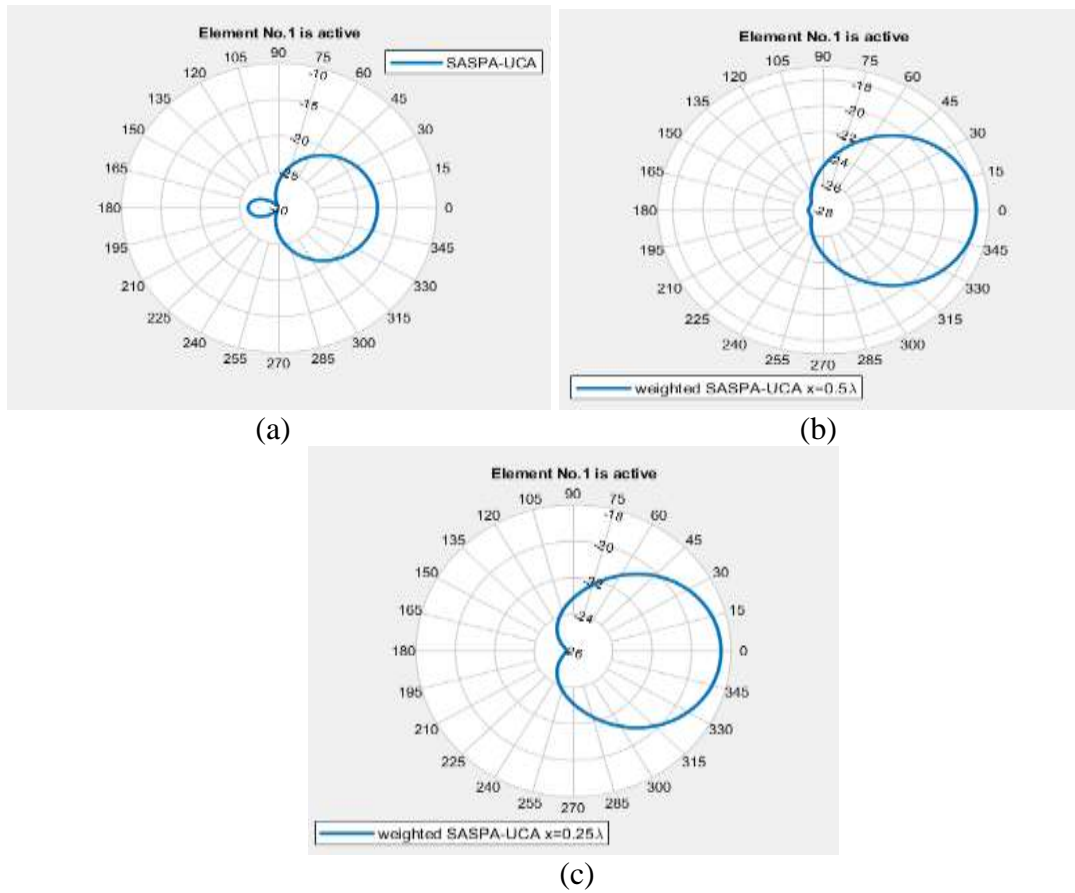 Element No.1 is active
SASPA-UCA
90
105 75
120 -10 60
135 45
-15
150 30
-20
165 15
-25
180 0
195 345
210 330
225 315
240 300
255 270 285
(a)
Element No.1 is active
90
105 75
120 -18 60
135 -20 45
150 -22 30
-24
165 15
-26
180 -28 0
195 345
210 330
225 315
240 300
255 270 285
weighted SASPA-UCA x=0.5λ
(b)
Element No.1 is active
90
105 75
120 -18 60
135 -20 45
150 -22 30
165 -24 15
180 -26 0
195 345
210 330
225 315
240 300
255 270 285
weighted SASPA-UCA x=0.25λ
(c)